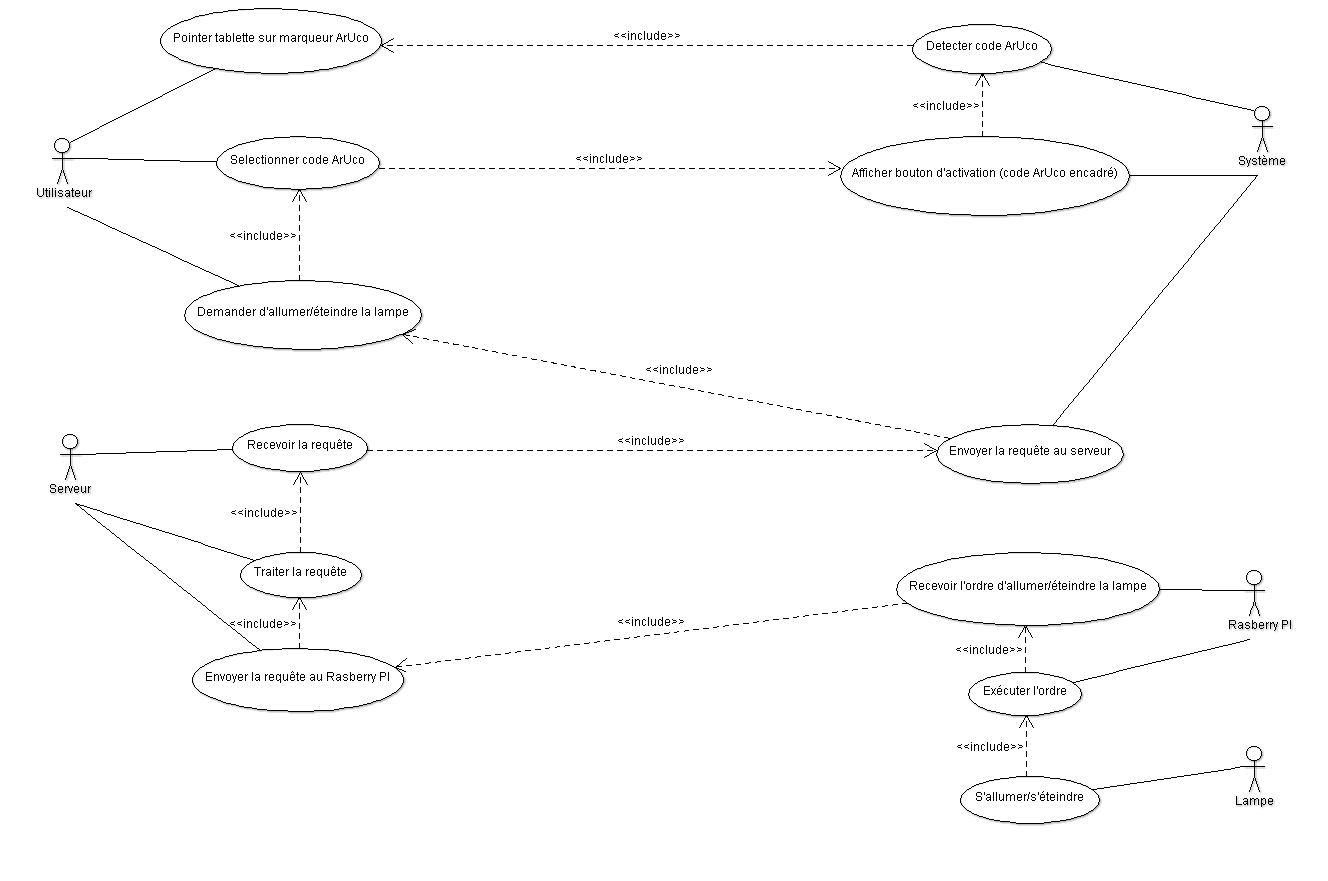 Pointer tablette sur marqueur ArUco
<<include>>
Detecter code ArUco
<<include>>
Système
Utilisateur
Selectionner code ArUco
<<include>>
Afficher bouton d'activation (code ArUco encadré)
<<include>>
Demander d'allumer/éteindre la lampe
<<include>>
Serveur
Recevoir la requête
<<include>>
Envoyer la requête au serveur
<<include>>
Traiter la requête
<<include>>
Envoyer la requête au Rasberry PI
<<include>>
Recevoir l'ordre d'allumer/éteindre la lampe
Rasberry PI
<<include>>
Exécuter l'ordre
<<include>>
S'allumer/s'éteindre
Lampe